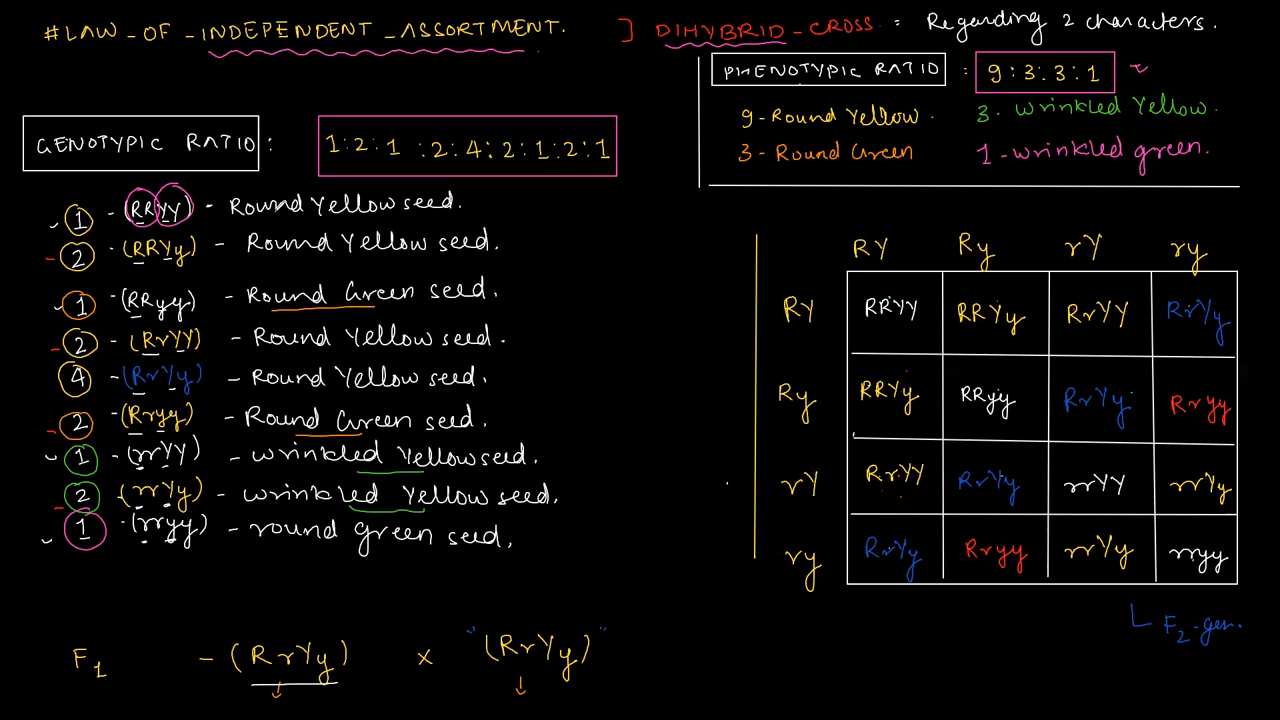 #LAW-OF-INDEPENDENT-ASSORTMENT. ] DIHYBRID-CROSS = Regarding 2 characters.
PHENOTYPIC RATIO = 9:3:3:1
9-Round Yellow. 3. Wrinkled Yellow.
3-Round Green 1-wrinkled green.
GENOTYPIC RATIO : 1:2:1:2:4:2:1:2:1
1 -(RRYY) - Round Yellow seed.
2 -(RRYy) - Round Yellow seed.
1 -(RRyy) - Round Green seed.
2 -(RrYY) - Round Yellow seed.
4 -(RrYy) - Round Yellow seed.
2 -(Rryy) - Round Green seed.
1 -(rrYY) - wrinkled Yellow seed.
2 -(rrYy) - wrinkled Yellow seed.
1 -(rryy) - round green seed,
RY Ry rY ry
RY RRYY RRYy RrYY RrYy
Ry RRYy RRyy RrYy Rryy
rY RrYY RrYy rrYY rrYy
ry RrYy Rryy rrYy rryy
F2-gen.
F1 - (RrYy) x "(RrYy)"